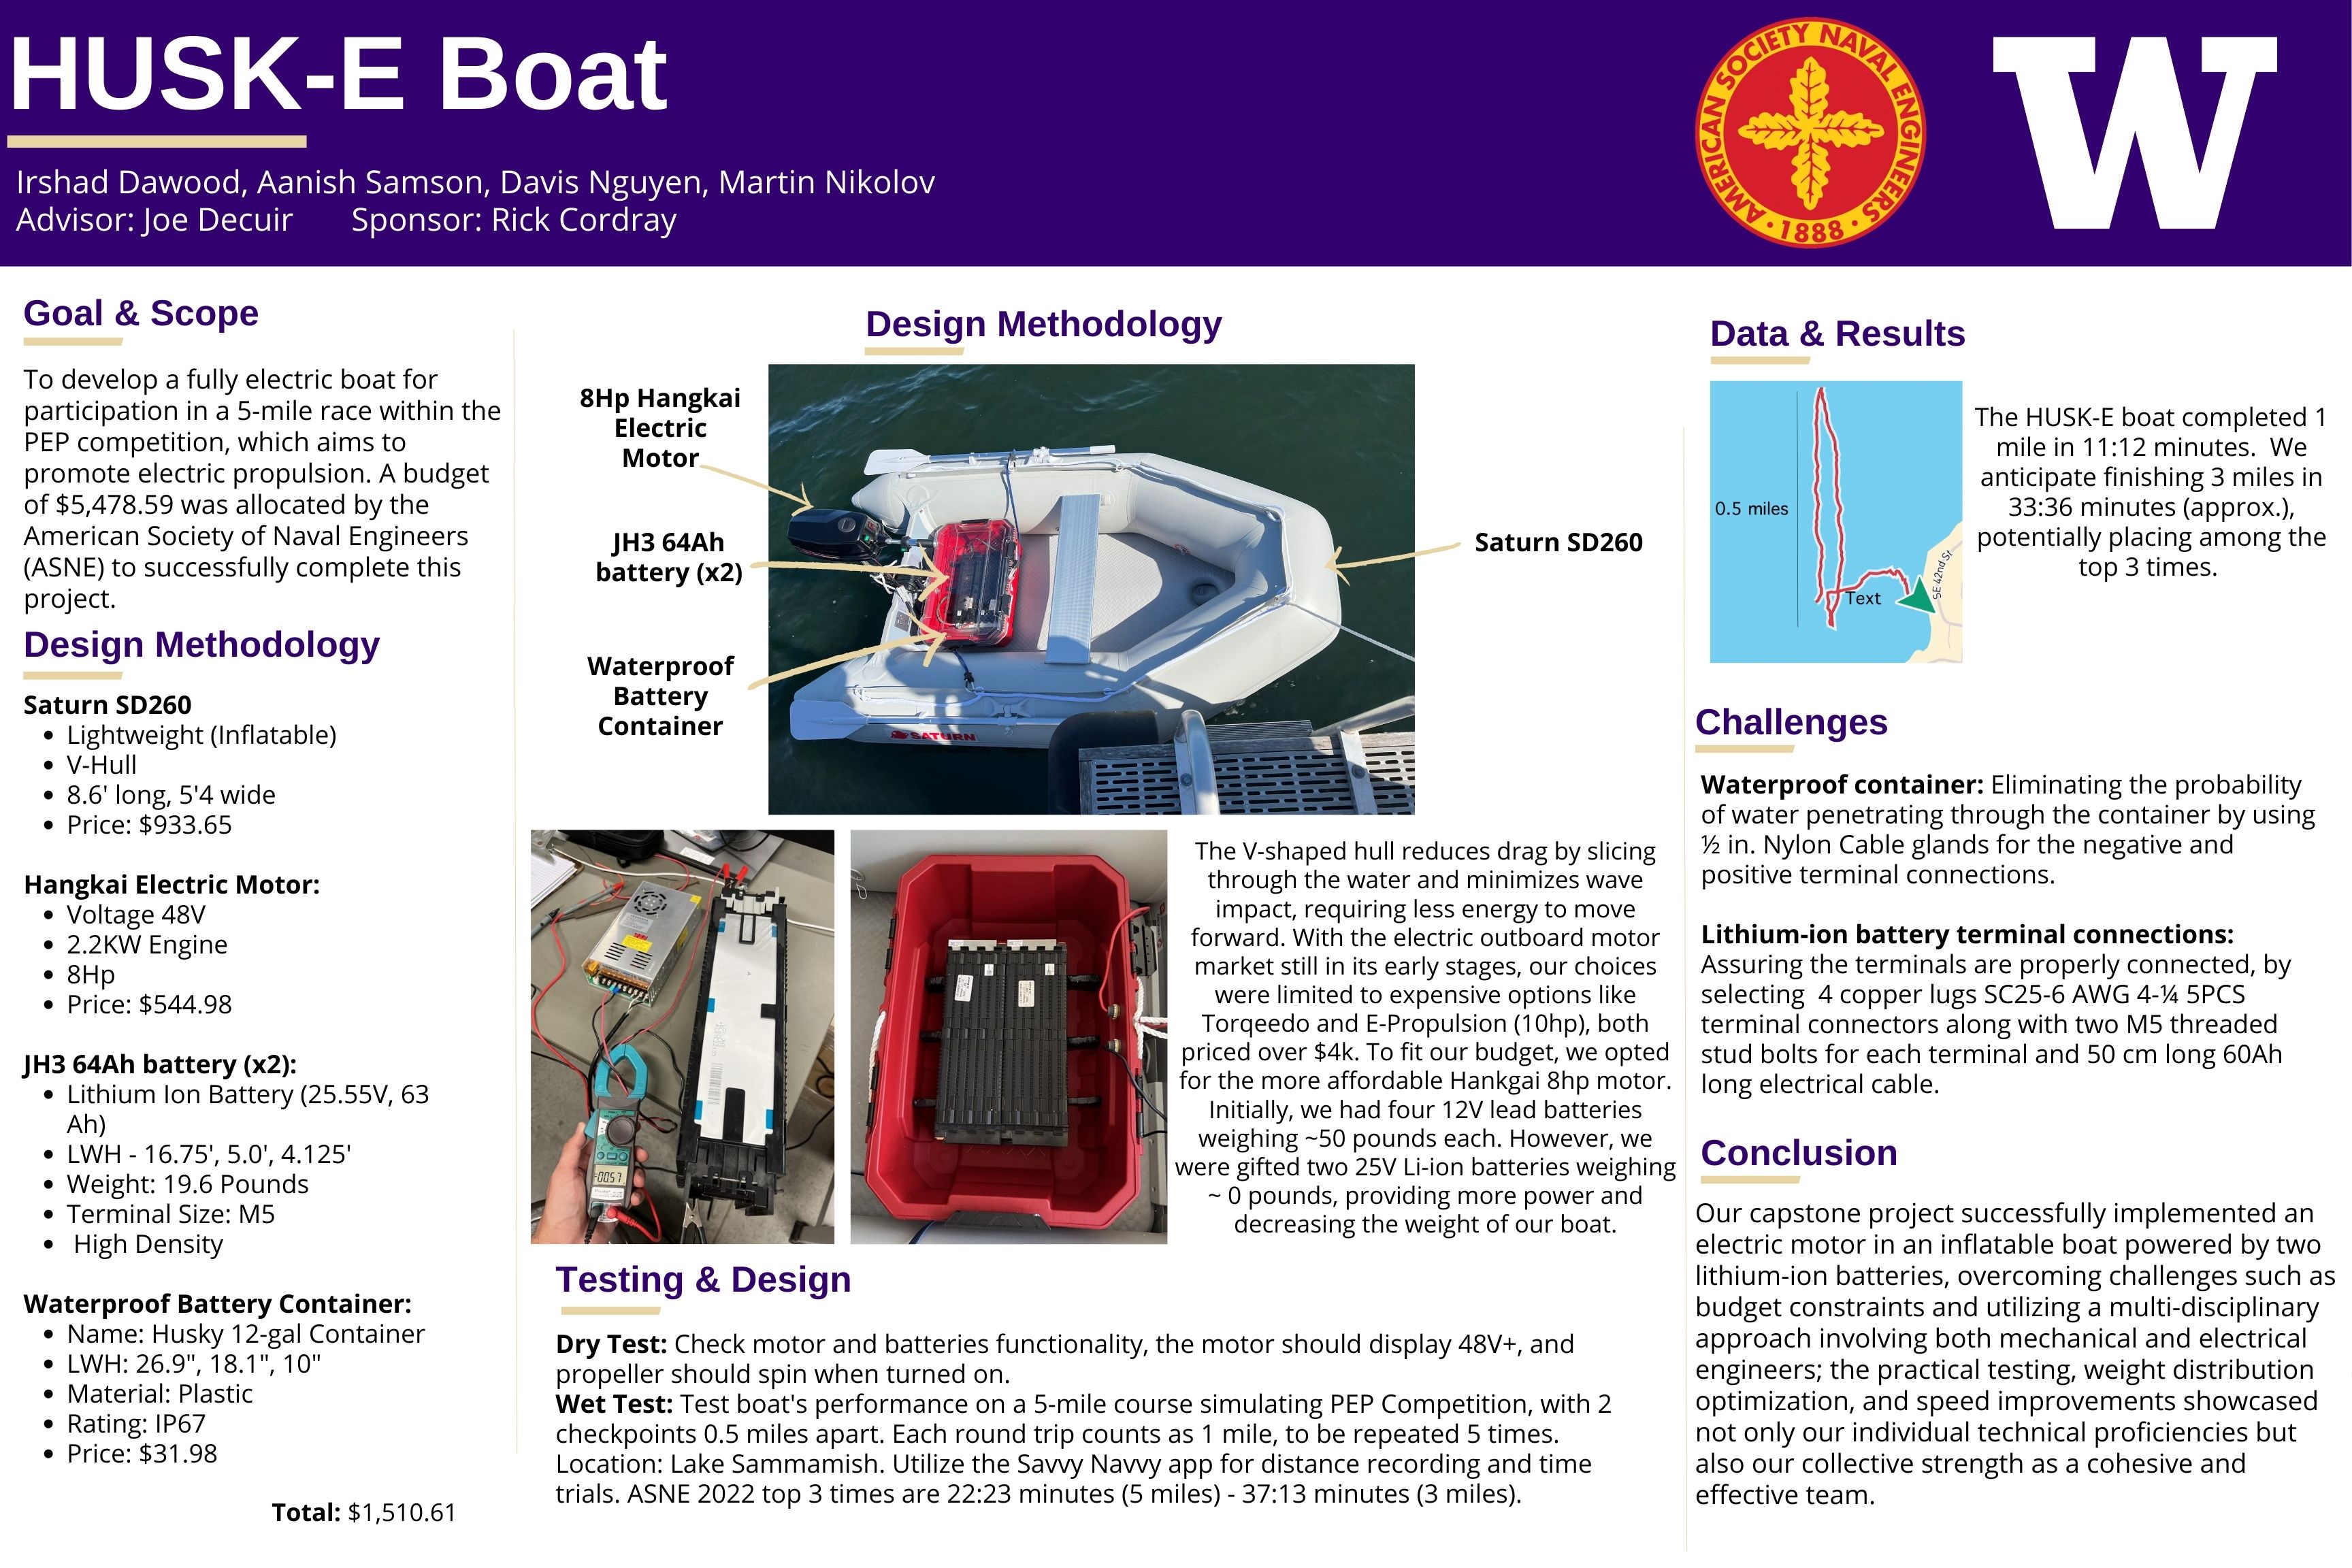 HUSK-E Boat
Irshad Dawood, Aanish Samson, Davis Nguyen, Martin Nikolov
Advisor: Joe Decuir Sponsor: Rick Cordray
AMERICAN SOCIETY NAVAL ENGINEERS
· 1888 ·
W
Goal & Scope
To develop a fully electric boat for
participation in a 5-mile race within the
PEP competition, which aims to
promote electric propulsion. A budget
of $5,478.59 was allocated by the
American Society of Naval Engineers
(ASNE) to successfully complete this
project.
Design Methodology
Saturn SD260
• Lightweight (Inflatable)
• V-Hull
• 8.6' long, 5'4 wide
• Price: $933.65
Hangkai Electric Motor:
• Voltage 48V
• 2.2KW Engine
• 8Hp
• Price: $544.98
JH3 64Ah battery (x2):
• Lithium Ion Battery (25.55V, 63
Ah)
• LWH - 16.75', 5.0', 4.125'
• Weight: 19.6 Pounds
• Terminal Size: M5
• High Density
Waterproof Battery Container:
• Name: Husky 12-gal Container
• LWH: 26.9", 18.1", 10"
• Material: Plastic
• Rating: IP67
• Price: $31.98
Total: $1,510.61
Design Methodology
8Hp Hangkai
Electric
Motor
JH3 64Ah
battery (x2)
Waterproof
Battery
Container
Saturn SD260
SATURN
0057
The V-shaped hull reduces drag by slicing
through the water and minimizes wave
impact, requiring less energy to move
forward. With the electric outboard motor
market still in its early stages, our choices
were limited to expensive options like
Torqeedo and E-Propulsion (10hp), both
priced over $4k. To fit our budget, we opted
for the more affordable Hankgai 8hp motor.
Initially, we had four 12V lead batteries
weighing ~50 pounds each. However, we
were gifted two 25V Li-ion batteries weighing
~ 0 pounds, providing more power and
decreasing the weight of our boat.
Testing & Design
Dry Test: Check motor and batteries functionality, the motor should display 48V+, and
propeller should spin when turned on.
Wet Test: Test boat's performance on a 5-mile course simulating PEP Competition, with 2
checkpoints 0.5 miles apart. Each round trip counts as 1 mile, to be repeated 5 times.
Location: Lake Sammamish. Utilize the Savvy Navvy app for distance recording and time
trials. ASNE 2022 top 3 times are 22:23 minutes (5 miles) - 37:13 minutes (3 miles).
Data & Results
0.5 miles
Text
SE 42nd St
The HUSK-E boat completed 1
mile in 11:12 minutes. We
anticipate finishing 3 miles in
33:36 minutes (approx.),
potentially placing among the
top 3 times.
Challenges
Waterproof container: Eliminating the probability
of water penetrating through the container by using
½ in. Nylon Cable glands for the negative and
positive terminal connections.
Lithium-ion battery terminal connections:
Assuring the terminals are properly connected, by
selecting 4 copper lugs SC25-6 AWG 4-¼ 5PCS
terminal connectors along with two M5 threaded
stud bolts for each terminal and 50 cm long 60Ah
long electrical cable.
Conclusion
Our capstone project successfully implemented an
electric motor in an inflatable boat powered by two
lithium-ion batteries, overcoming challenges such as
budget constraints and utilizing a multi-disciplinary
approach involving both mechanical and electrical
engineers; the practical testing, weight distribution
optimization, and speed improvements showcased
not only our individual technical proficiencies but
also our collective strength as a cohesive and
effective team.